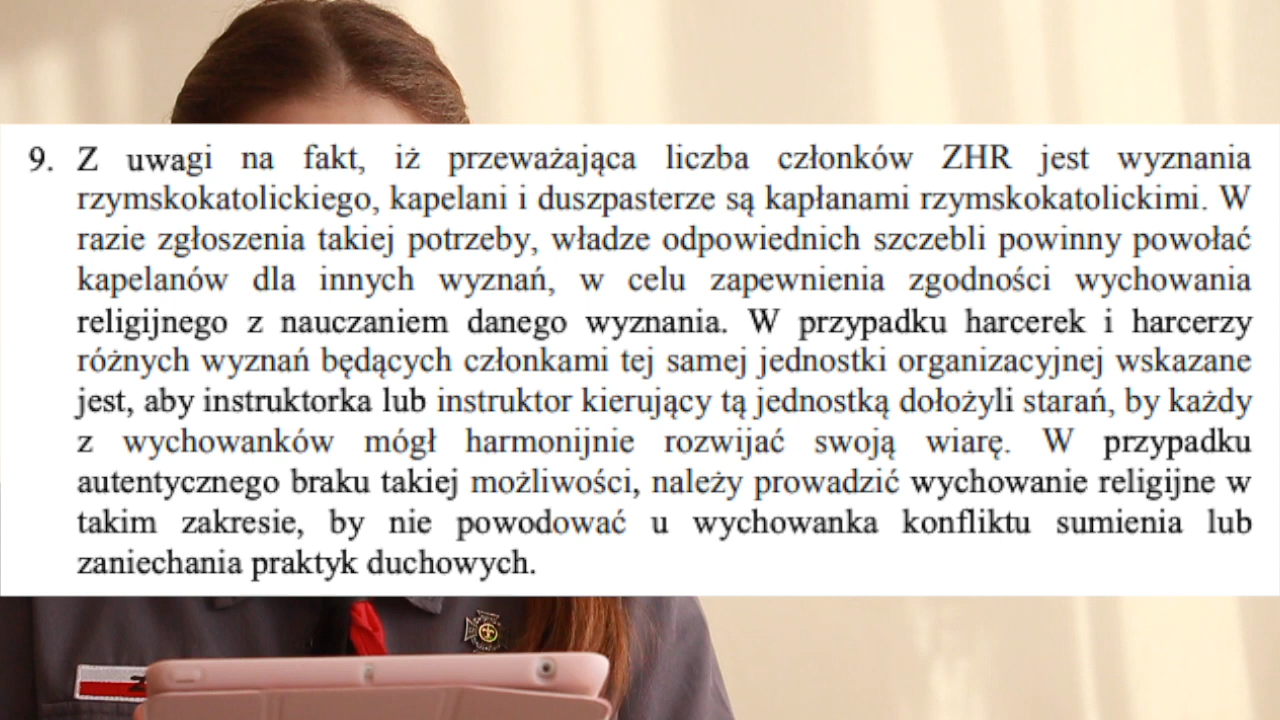 9. Z uwagi na fakt, iż przeważająca liczba członków ZHR jest wyznania
rzymskokatolickiego, kapelani i duszpasterze są kapłanami rzymskokatolickimi. W
razie zgłoszenia takiej potrzeby, władze odpowiednich szczebli powinny powołać
kapelanów dla innych wyznań, w celu zapewnienia zgodności wychowania
religijnego z nauczaniem danego wyznania. W przypadku harcerek i harcerzy
różnych wyznań będących członkami tej samej jednostki organizacyjnej wskazane
jest, aby instruktorka lub instruktor kierujący tą jednostką dołożyli starań, by każdy
z wychowanków mógł harmonijnie rozwijać swoją wiarę. W przypadku
autentycznego braku takiej możliwości, należy prowadzić wychowanie religijne w
takim zakresie, by nie powodować u wychowanka konfliktu sumienia lub
zaniechania praktyk duchowych.